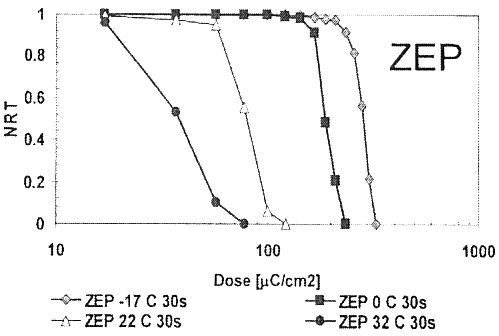 1
0.8
0.6
0.4
0.2
0
NRT
ZEP
10
100
1000
Dose [µC/cm2]
ZEP -17 C 30s
ZEP 0 C 30s
ZEP 22 C 30s
ZEP 32 C 30s